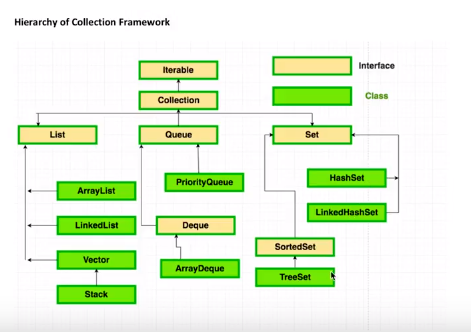 Hierarchy of Collection Framework
Iterable
Interface
Collection
Class
List
Queue
Set
PriorityQueue
HashSet
ArrayList
LinkedList
Deque
LinkedHashSet
Vector
ArrayDeque
SortedSet
TreeSet
Stack